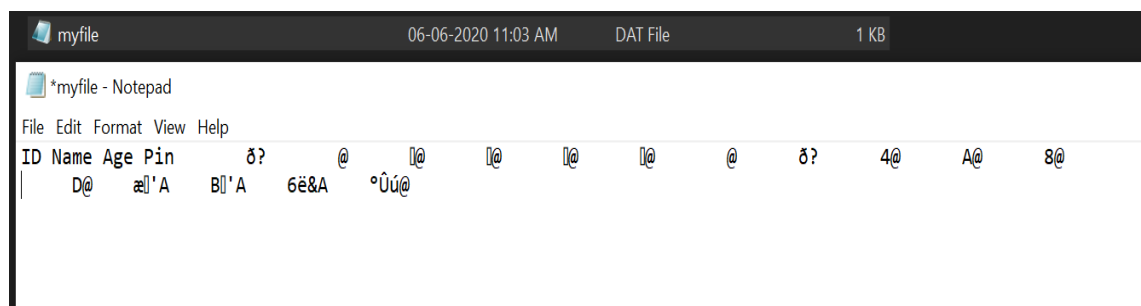 myfile 06-06-2020 11:03 AM DAT File 1 KB
*myfile - Notepad
File Edit Format View Help
ID Name Age Pin ð? @ @ @ @ @ @ ð? 4@ A@ 8@
D@ æ'A B'A 6ë&A °Ûú@